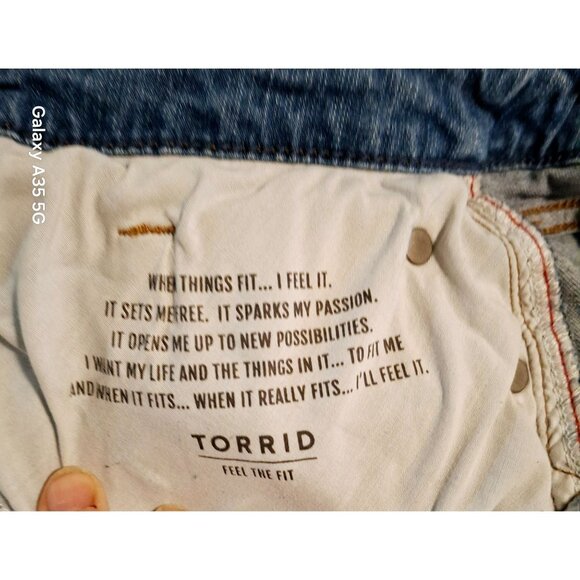 Galaxy A35 5G
WHEN THINGS FIT... I FEEL IT.
IT SETS ME FREE. IT SPARKS MY PASSION.
IT OPENS ME UP TO NEW POSSIBILITIES.
I WANT MY LIFE AND THE THINGS IN IT... TO FIT ME
AND WHEN IT FITS... WHEN IT REALLY FITS... I'LL FEEL IT.
TORRID
FEEL THE FIT